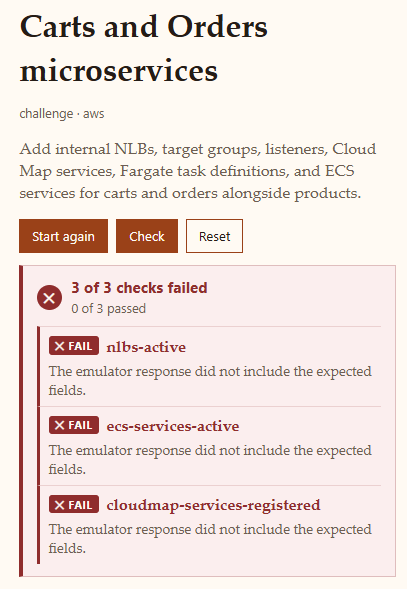 Carts and Orders
microservices
challenge · aws
Add internal NLBs, target groups, listeners, Cloud
Map services, Fargate task definitions, and ECS
services for carts and orders alongside products.
Start again
Check
Reset
3 of 3 checks failed
0 of 3 passed
FAIL nlbs-active
The emulator response did not include the expected
fields.
FAIL ecs-services-active
The emulator response did not include the expected
fields.
FAIL cloudmap-services-registered
The emulator response did not include the expected
fields.